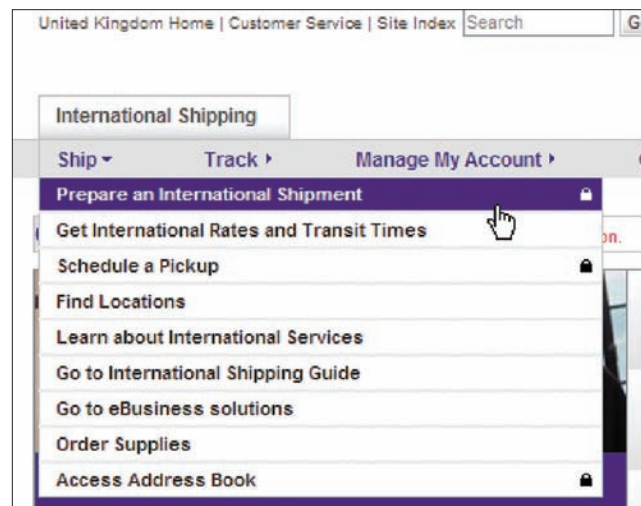 United Kingdom Home | Customer Service | Site Index Search G
International Shipping
Ship Track Manage My Account
Prepare an International Shipment
Get International Rates and Transit Times
on.
Schedule a Pickup
Find Locations
Learn about International Services
Go to International Shipping Guide
Go to eBusiness solutions
Order Supplies
Access Address Book